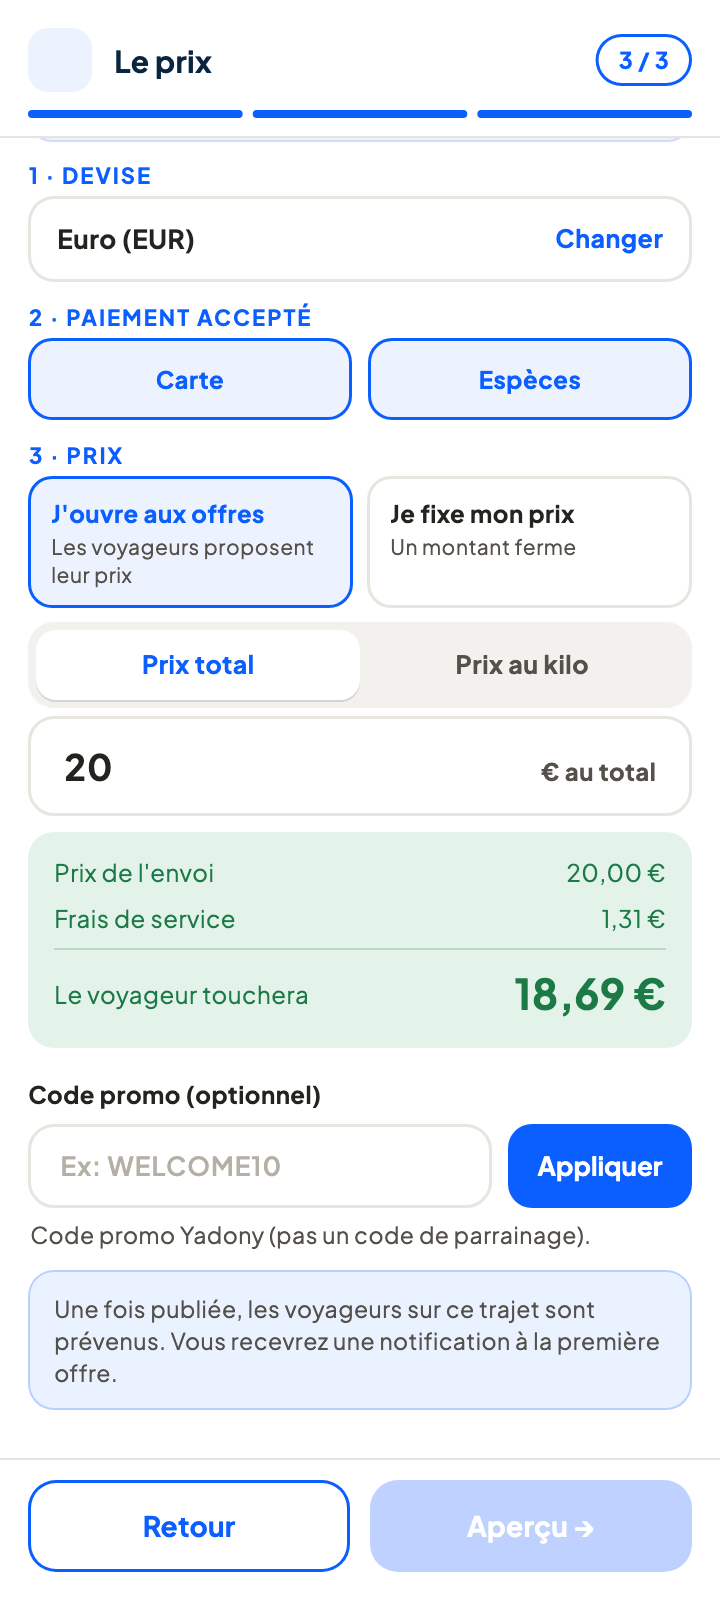 Le prix
3 / 3
1 · DEVISE
Euro (EUR)
Changer
2 · PAIEMENT ACCEPTÉ
Carte
Espèces
3 · PRIX
J'ouvre aux offres
Les voyageurs proposent
leur prix
Je fixe mon prix
Un montant ferme
Prix total
Prix au kilo
20
€ au total
Prix de l'envoi
20,00 €
Frais de service
1,31 €
Le voyageur touchera
18,69 €
Code promo (optionnel)
Ex: WELCOME10
Appliquer
Code promo Yadony (pas un code de parrainage).
Une fois publiée, les voyageurs sur ce trajet sont
prévenus. Vous recevrez une notification à la première
offre.
Retour
Aperçu →